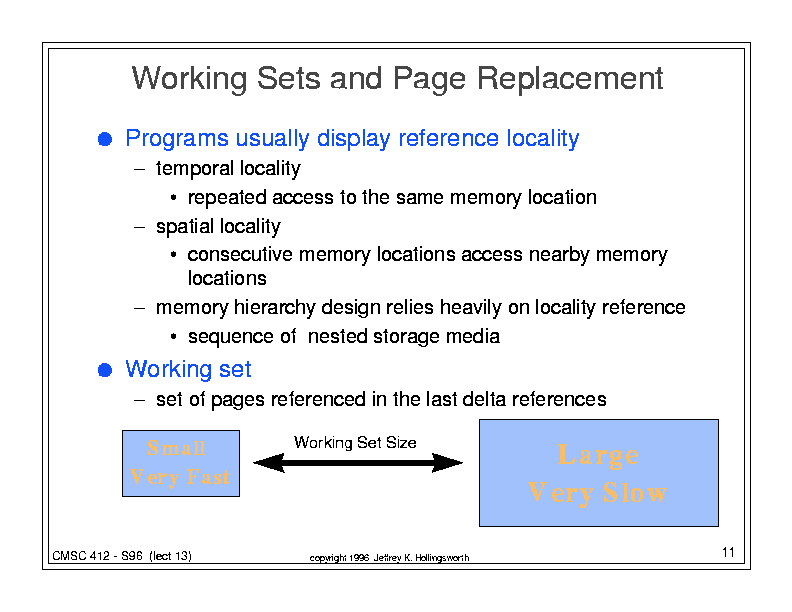 Working Sets and Page Replacement
● Programs usually display reference locality
– temporal locality
• repeated access to the same memory location
– spatial locality
• consecutive memory locations access nearby memory
locations
– memory hierarchy design relies heavily on locality reference
• sequence of nested storage media
● Working set
– set of pages referenced in the last delta references
Small
Very Fast
Working Set Size
Large
Very Slow
CMSC 412 - S96 (lect 13)
copyright 1996 Jeffrey K. Hollingsworth
11